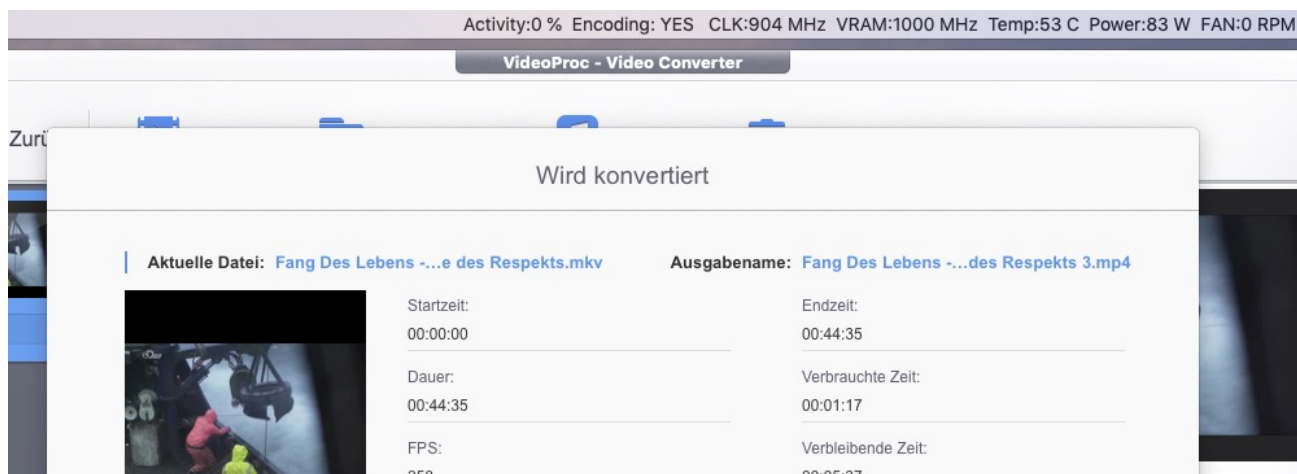 Activity:0 % Encoding: YES CLK:904 MHz VRAM:1000 MHz Temp:53 C Power:83 W FAN:0 RPM
VideoProc - Video Converter
Wird konvertiert
Aktuelle Datei: Fang Des Lebens -...e des Respekts.mkv
Ausgabename: Fang Des Lebens -...des Respekts 3.mp4
Startzeit:
00:00:00
Endzeit:
00:44:35
Dauer:
00:44:35
Verbrauchte Zeit:
00:01:17
FPS:
Verbleibende Zeit: